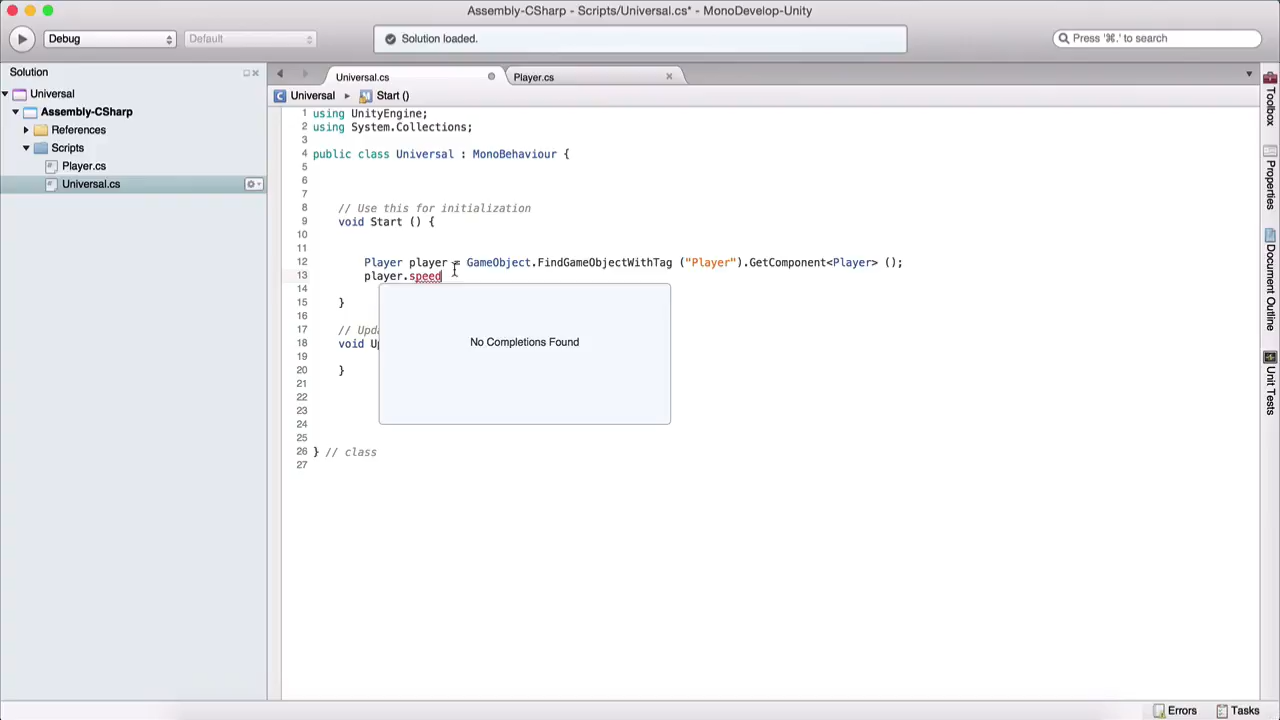 Assembly-CSharp - Scripts/Universal.cs* - MonoDevelop-Unity
Debug
Default
Solution loaded.
Press '⌘.' to search
Solution
Universal.cs
Player.cs
Universal
Assembly-CSharp
References
Scripts
Player.cs
Universal.cs
Universal ▸ Start ()
1 using UnityEngine;
2 using System.Collections;
3
4 public class Universal : MonoBehaviour {
5
6
7
8 // Use this for initialization
9 void Start () {
10
11
12 Player player = GameObject.FindGameObjectWithTag ("Player").GetComponent<Player> ();
13 player.speed
14
15 }
16
17 // Upda
18 void Up
19
20 }
21
22
23
24
25
26 } // class
27
No Completions Found
Toolbox
Properties
Document Outline
Unit Tests
Errors
Tasks